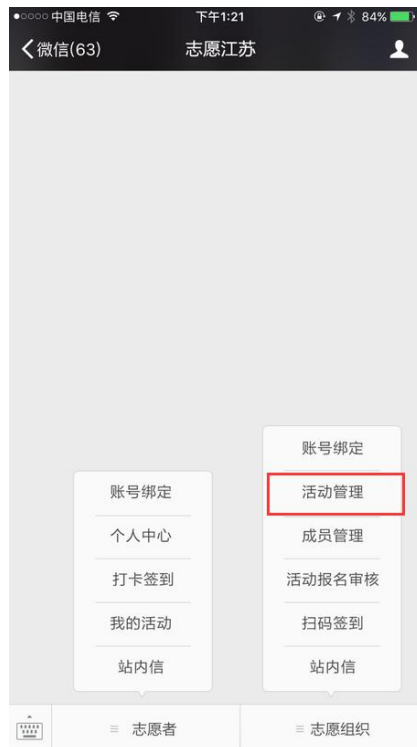 中国电信 下午1:21 84%
微信(63) 志愿江苏
账号绑定
活动管理
成员管理
活动报名审核
扫码签到
站内信
账号绑定
个人中心
打卡签到
我的活动
站内信
志愿者 志愿组织